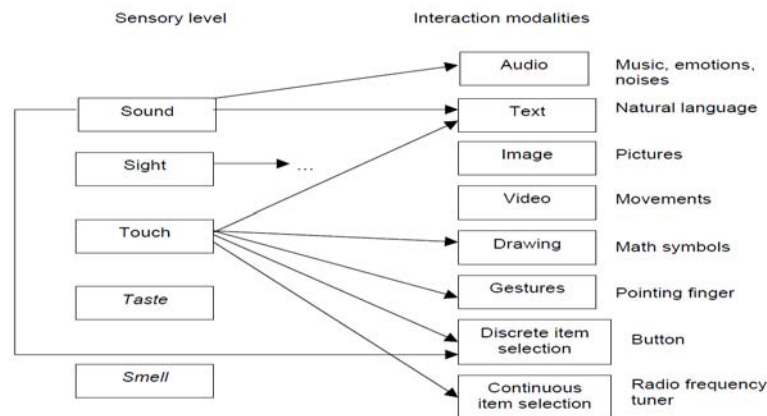 Sensory level
Interaction modalities
Audio
Music, emotions,
noises
Sound
Text
Natural language
Sight
...
Image
Pictures
Video
Movements
Touch
Drawing
Math symbols
Taste
Gestures
Pointing finger
Discrete item
selection
Button
Smell
Continuous
item selection
Radio frequency
tuner